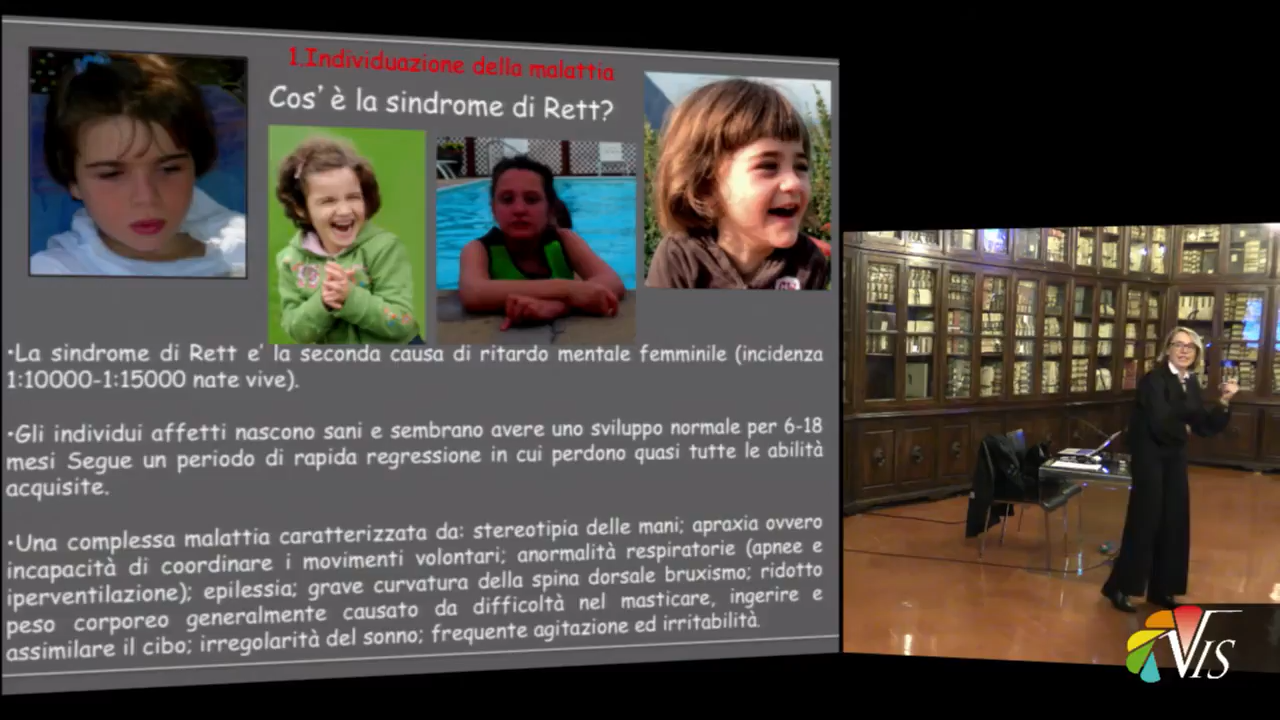 1.Individuazione della malattia
Cos' è la sindrome di Rett?
•La sindrome di Rett e' la seconda causa di ritardo mentale femminile (incidenza
1:10000-1:15000 nate vive).
•Gli individui affetti nascono sani e sembrano avere uno sviluppo normale per 6-18
mesi Segue un periodo di rapida regressione in cui perdono quasi tutte le abilità
acquisite.
•Una complessa malattia caratterizzata da: stereotipia delle mani; apraxia ovvero
incapacità di coordinare i movimenti volontari; anormalità respiratorie (apnee e
iperventilazione); epilessia; grave curvatura della spina dorsale bruxismo; ridotto
peso corporeo generalmente causato da difficoltà nel masticare, ingerire e
assimilare il cibo; irregolarità del sonno; frequente agitazione ed irritabilità.
VIS